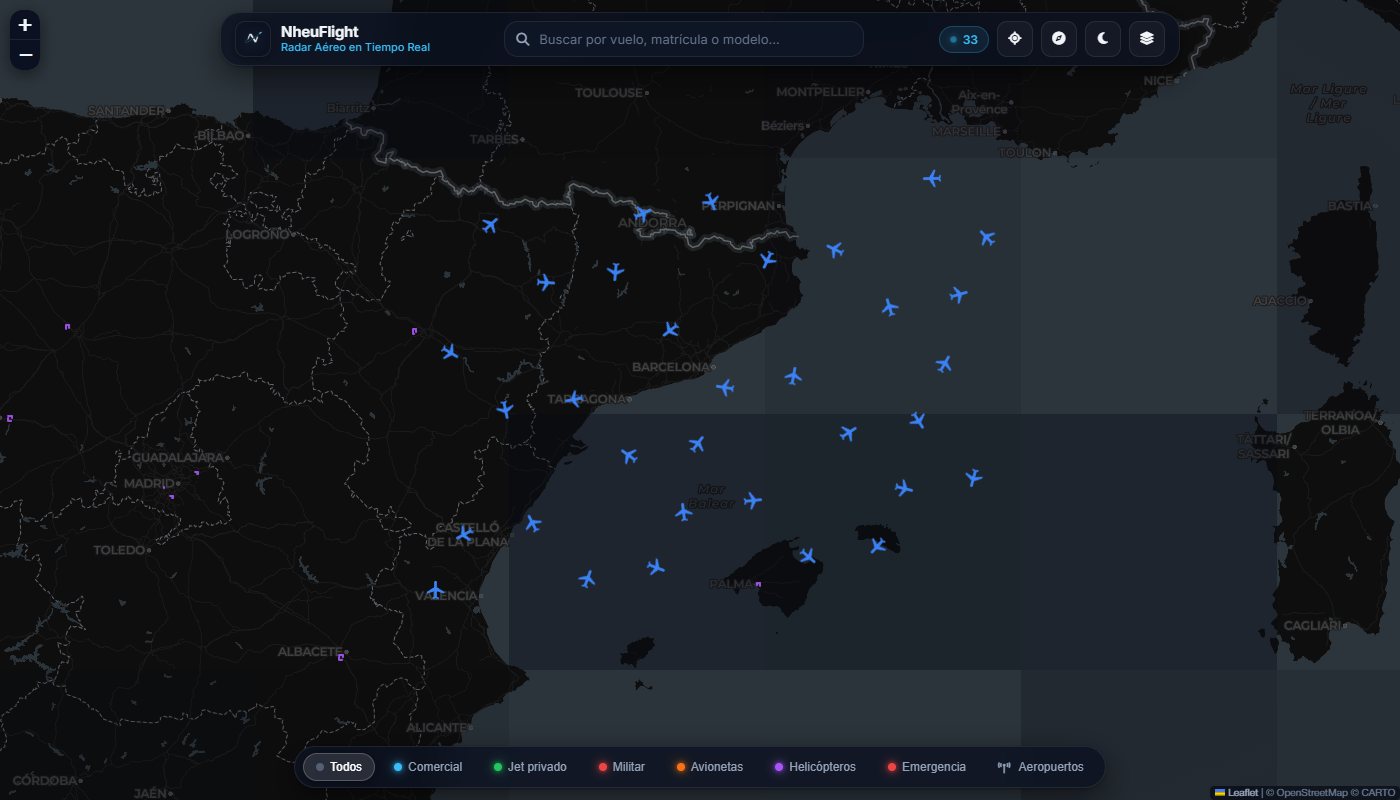 +
−
NheuFlight
Radar Aéreo en Tiempo Real
Buscar por vuelo, matrícula o modelo...
33
NICE
TOULOUSE
MONTPELLIER
Aix-en-
Provence
Mar Ligure
/ Mer
Ligure
SANTANDER
Biarritz
BILBAO
TARBES
Béziers
MARSEILLE
TOULON
PERPIGNAN
BASTIA
ANDORRA
LOGROÑO
AJACCIO
BARCELONA
TARRAGONA
TERRANOA/
OLBIA
TATTARI/
SASSARI
GUADALAJARA
MADRID
Mar
Balear
CASTELLÓ
DE LA PLANA
TOLEDO
PALMA
VALENCIA
CAGLIARI
ALBACETE
ALICANTE
CÓRDOBA
JAÉN
Todos
Comercial
Jet privado
Militar
Avionetas
Helicópteros
Emergencia
Aeropuertos
Leaflet | © OpenStreetMap © CARTO